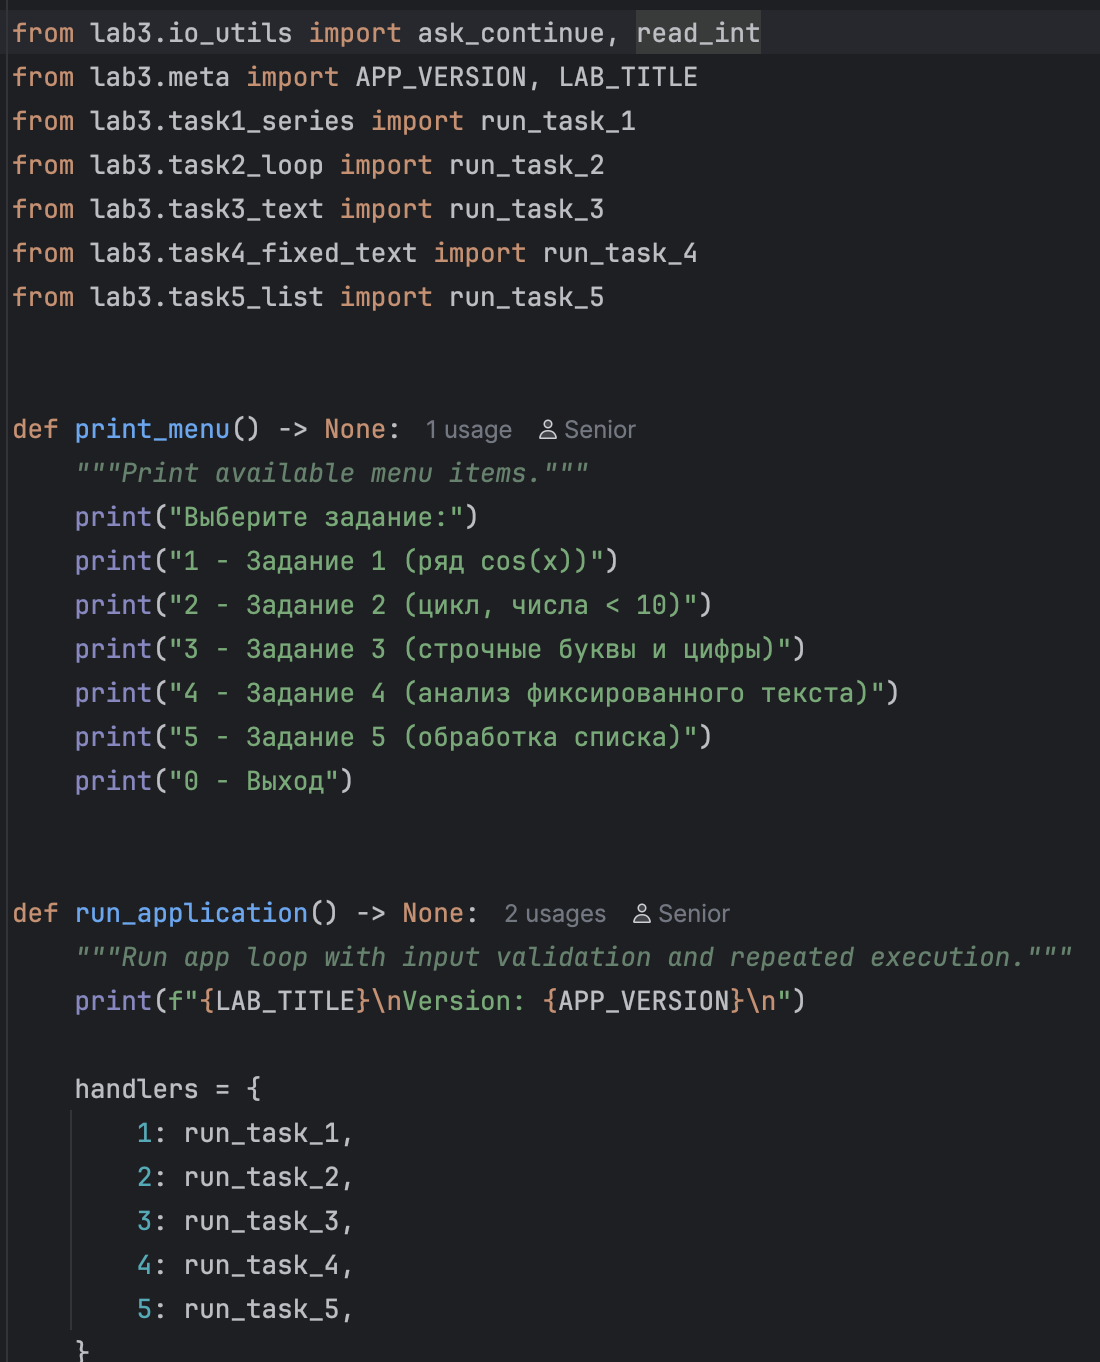 from lab3.io_utils import ask_continue, read_int
from lab3.meta import APP_VERSION, LAB_TITLE
from lab3.task1_series import run_task_1
from lab3.task2_loop import run_task_2
from lab3.task3_text import run_task_3
from lab3.task4_fixed_text import run_task_4
from lab3.task5_list import run_task_5
def print_menu() -> None: 1 usage Senior
"""Print available menu items."""
print("Выберите задание:")
print("1 - Задание 1 (ряд cos(x))")
print("2 - Задание 2 (цикл, числа < 10)")
print("3 - Задание 3 (строчные буквы и цифры)")
print("4 - Задание 4 (анализ фиксированного текста)")
print("5 - Задание 5 (обработка списка)")
print("0 - Выход")
def run_application() -> None: 2 usages Senior
"""Run app loop with input validation and repeated execution."""
print(f"{LAB_TITLE}\nVersion: {APP_VERSION}\n")
handlers = {
1: run_task_1,
2: run_task_2,
3: run_task_3,
4: run_task_4,
5: run_task_5,
}